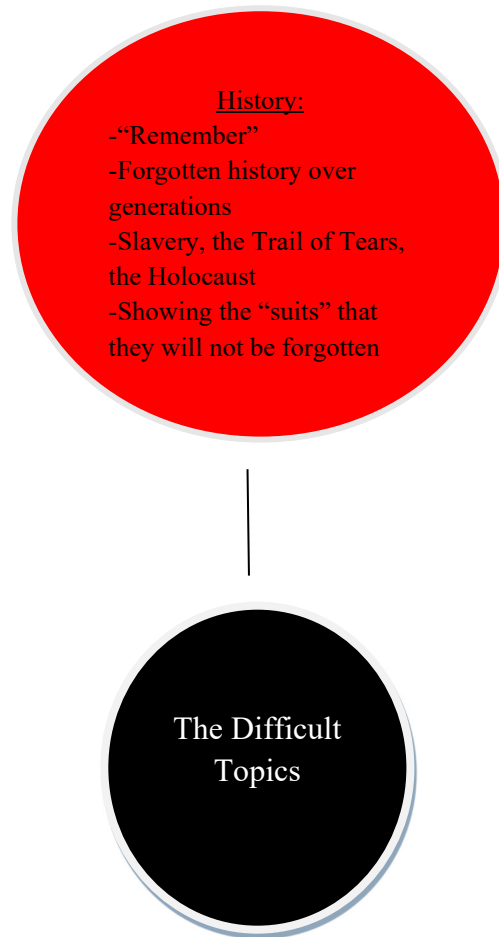 History:
-“Remember”
-Forgotten history over
generations
-Slavery, the Trail of Tears,
the Holocaust
-Showing the “suits” that
they will not be forgotten
The Difficult
Topics